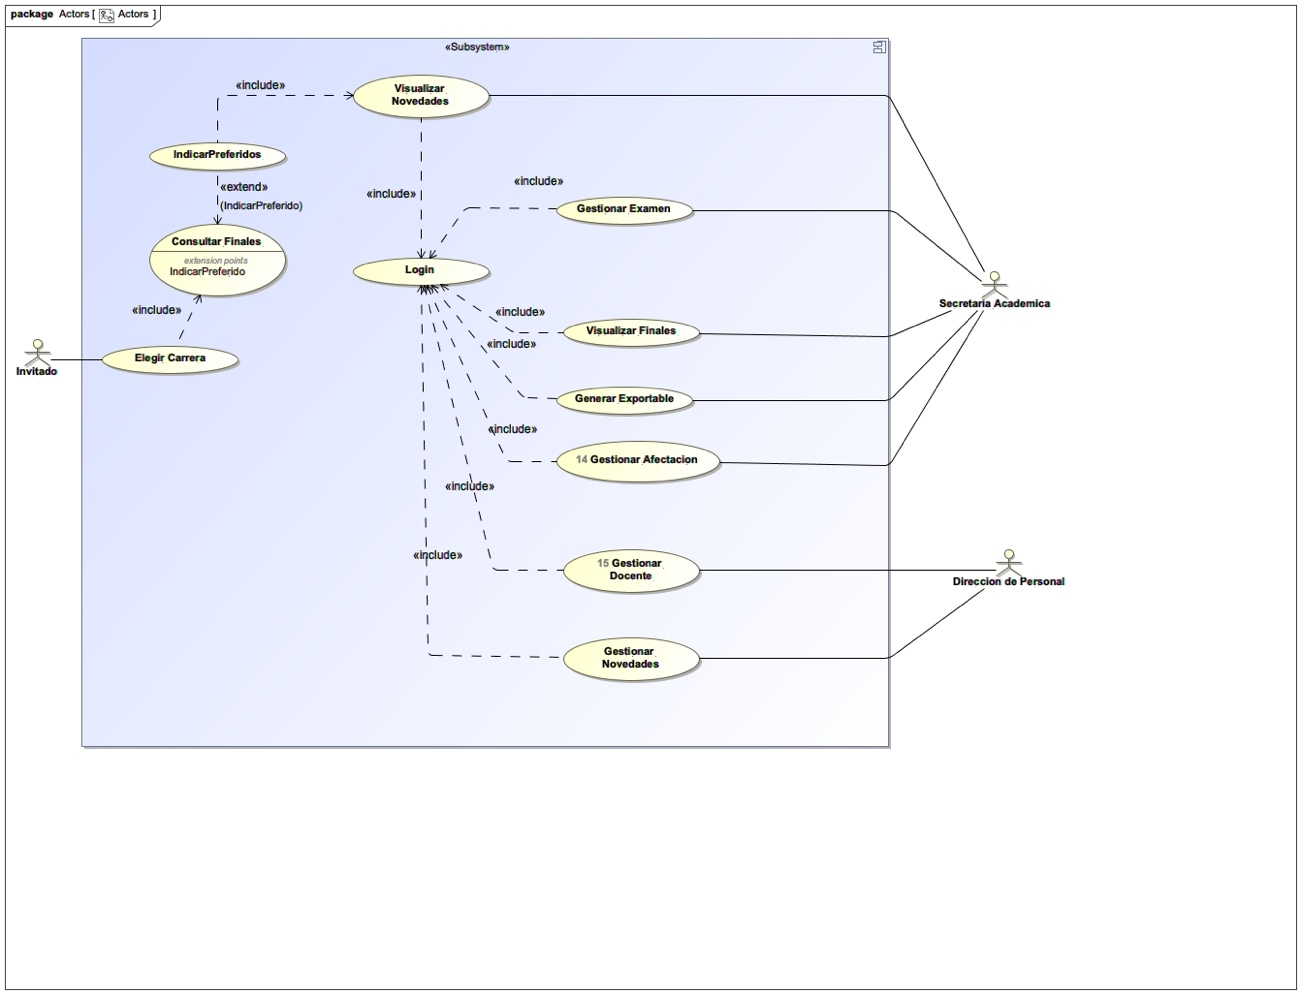 package Actors [ Actors ]
«Subsystem»
«include»
Visualizar
Novedades
IndicarPreferidos
«extend»
(IndicarPreferido)
«include»
«include»
Gestionar Examen
Consultar Finales
extension points
IndicarPreferido
Login
Secretaria Academica
«include»
«include»
Visualizar Finales
«include»
Invitado
Elegir Carrera
Generar Exportable
«include»
14 Gestionar Afectacion
«include»
«include»
15 Gestionar
Docente
Direccion de Personal
Gestionar
Novedades